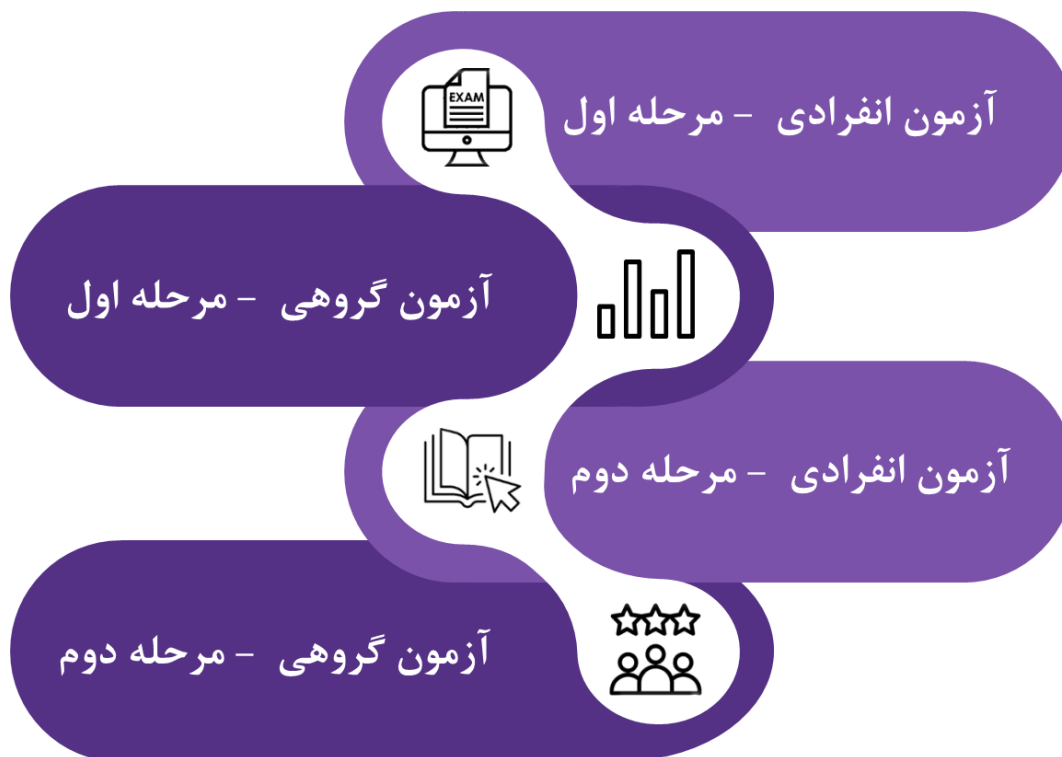 EXAM
آزمون انفرادی - مرحله اول
آزمون گروهی - مرحله اول
آزمون انفرادی - مرحله دوم
آزمون گروهی - مرحله دوم